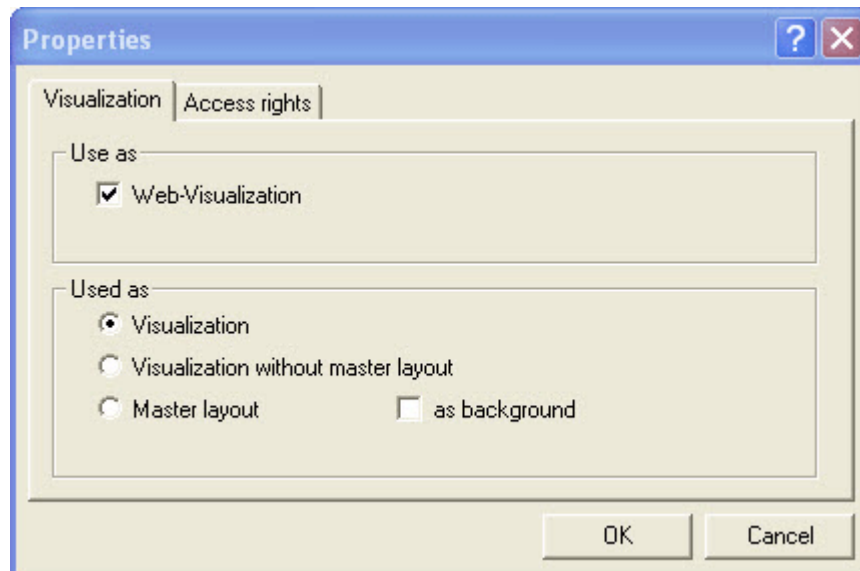 Properties
Visualization Access rights
Use as
Web-Visualization
Used as
Visualization
Visualization without master layout
Master layout as background
OK Cancel